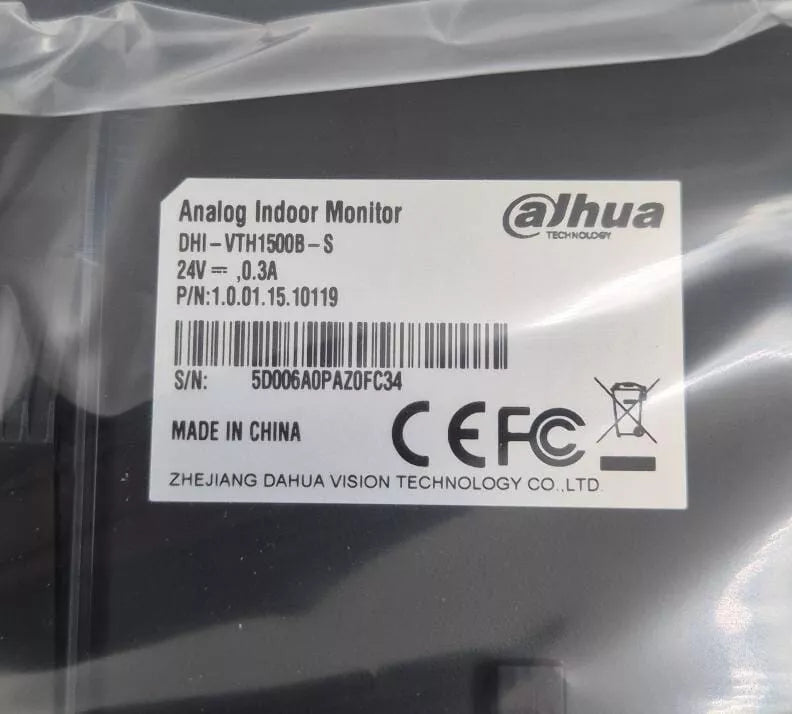 Analog Indoor Monitor
alhua
TECHNOLOGY
DHI-VTH1500B-S
24V ⎓ ,0.3A
P/N:1.0.01.15.10119
S/N: 5D006A0PAZ0FC34
MADE IN CHINA
CE FC
ZHEJIANG DAHUA VISION TECHNOLOGY CO.,LTD.